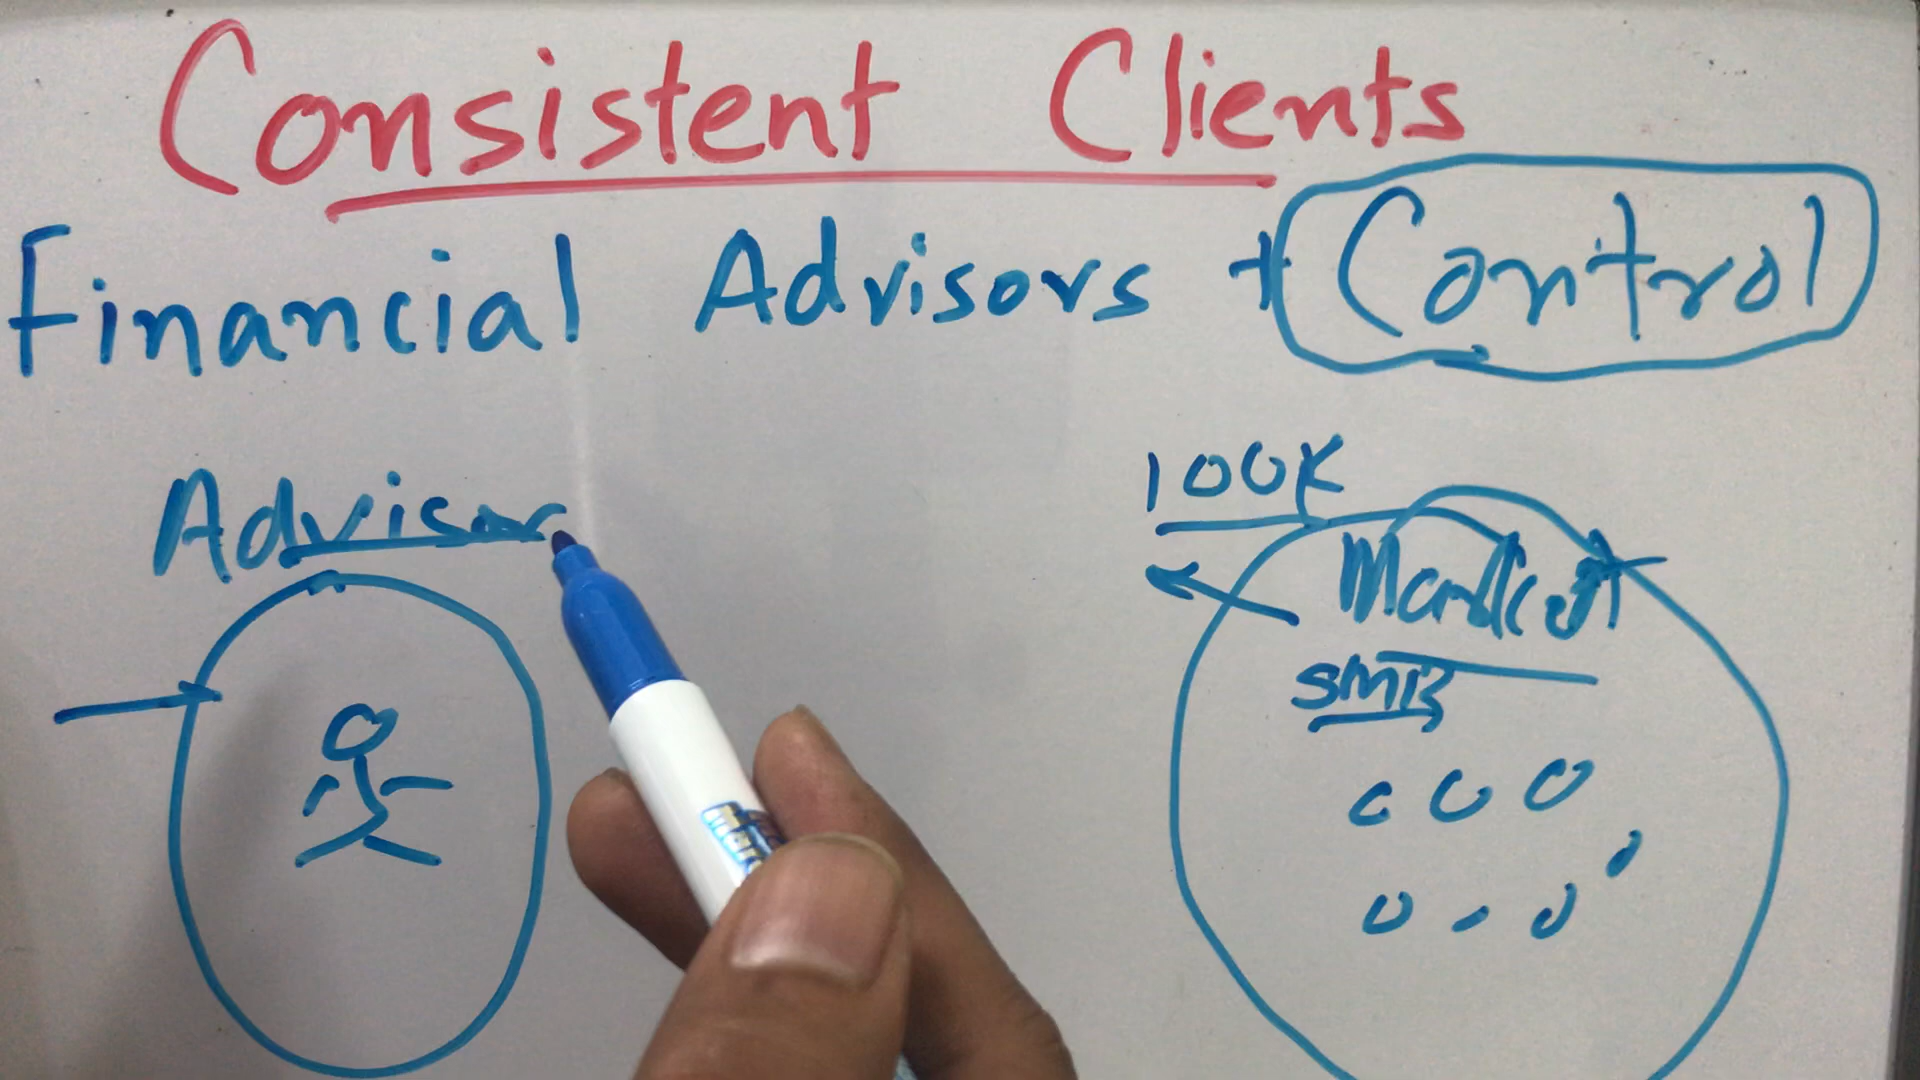 Consistent Clients
Financial Advisors + Control
Advisor
100K
Market
SMB